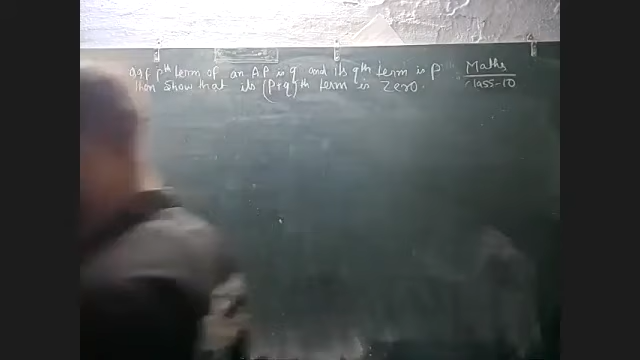 Q. If pth term of an A.P is q and its qth term is p
then show that its (p+q)th term is zero.
Maths
Class-10